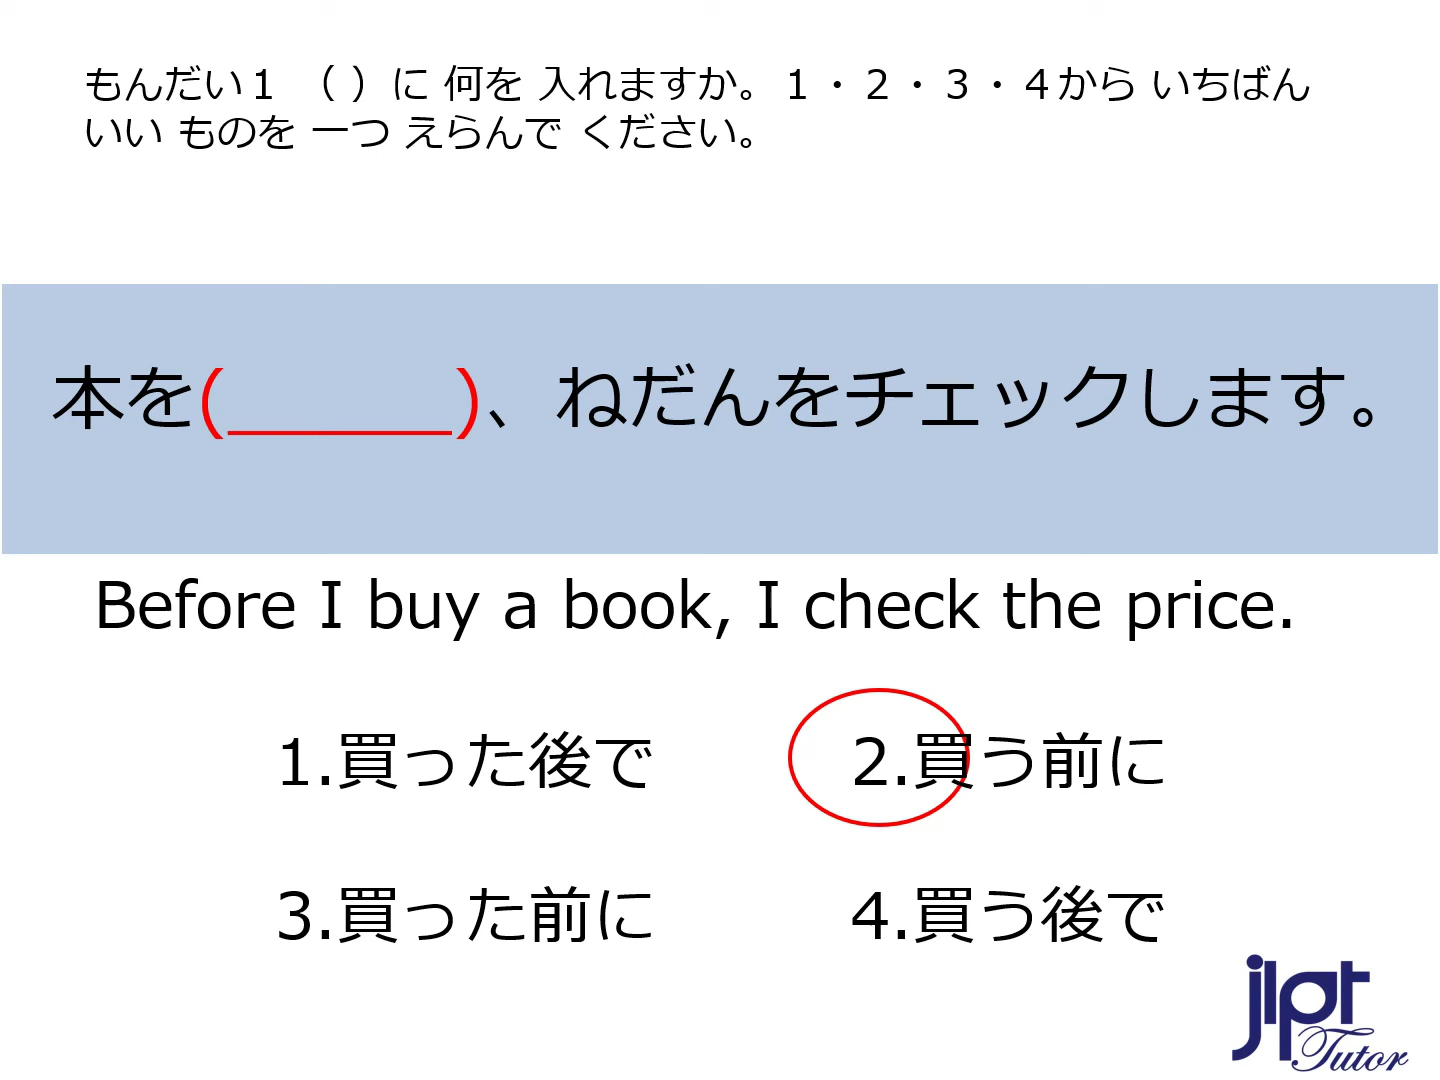 もんだい１ （ ）に 何を 入れますか。１・２・３・４から いちばん
いい ものを 一つ えらんで ください。
本を(______)、ねだんをチェックします。
Before I buy a book, I check the price.
1.買った後で 2.買う前に
3.買った前に 4.買う後で
jlpt
Tutor